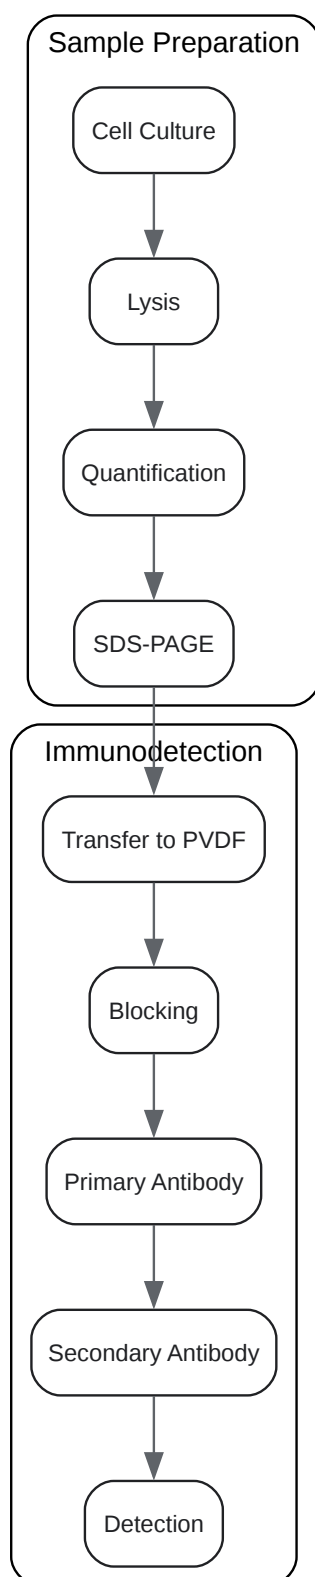 Sample Preparation
Cell Culture
Lysis
Quantification
SDS-PAGE
Immunodetection
Transfer to PVDF
Blocking
Primary Antibody
Secondary Antibody
Detection